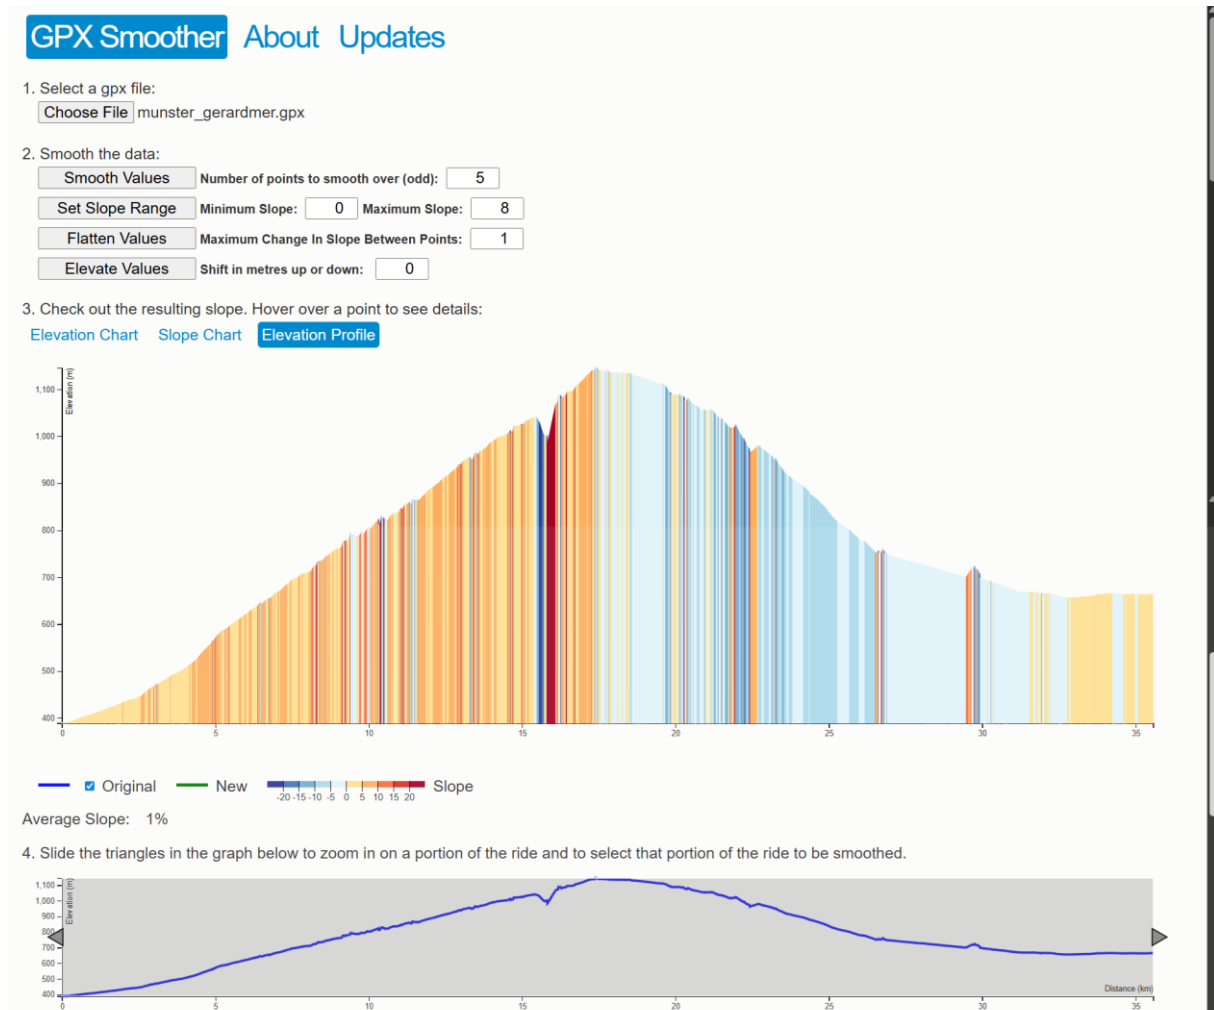 GPX Smoother About Updates
1. Select a gpx file:
Choose File munster_gerardmer.gpx
2. Smooth the data:
Smooth Values Number of points to smooth over (odd): 5
Set Slope Range Minimum Slope: 0 Maximum Slope: 8
Flatten Values Maximum Change In Slope Between Points: 1
Elevate Values Shift in metres up or down: 0
3. Check out the resulting slope. Hover over a point to see details:
Elevation Chart Slope Chart Elevation Profile
Elevation (m)
1,100
1,000
900
800
700
600
500
400
0 5 10 15 20 25 30 35
Original New Slope
-20 -15 -10 -5 0 5 10 15 20
Average Slope: 1%
4. Slide the triangles in the graph below to zoom in on a portion of the ride and to select that portion of the ride to be smoothed.
Elevation (m)
1,100
1,000
900
800
700
600
500
400
Distance (km)
0 5 10 15 20 25 30 35